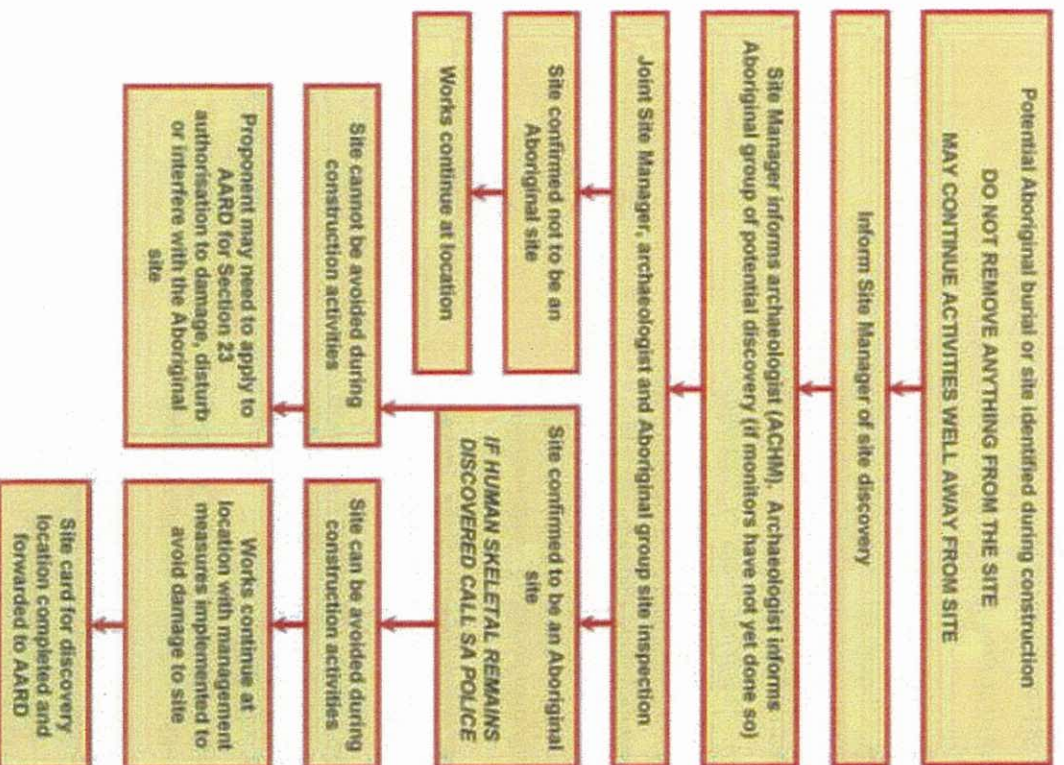 Potential Aboriginal burial or site identified during construction
DO NOT REMOVE ANYTHING FROM THE SITE
MAY CONTINUE ACTIVITIES WELL AWAY FROM SITE
Inform Site Manager of site discovery
Site Manager informs archaeologist (ACHM). Archaeologist informs
Aboriginal group of potential discovery (if monitors have not yet done so)
Joint Site Manager, archaeologist and Aboriginal group site inspection
Site confirmed not to be an
Aboriginal site
Works continue at location
Site confirmed to be an Aboriginal
site
IF HUMAN SKELETAL REMAINS
DISCOVERED CALL SA POLICE
Site cannot be avoided during
construction activities
Proponent may need to apply to
AARD for Section 23
authorisation to damage, disturb
or interfere with the Aboriginal
site
Site can be avoided during
construction activities
Works continue at
location with management
measures implemented to
avoid damage to site
Site card for discovery
location completed and
forwarded to AARD